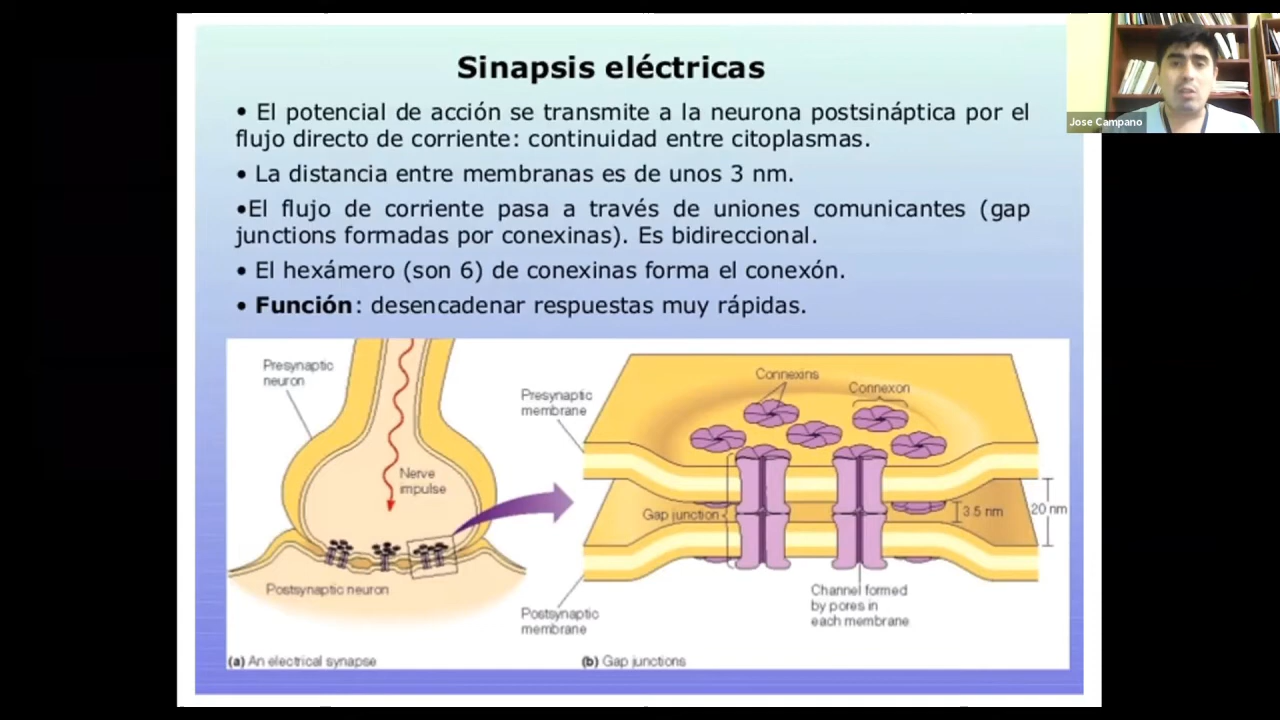 Sinapsis eléctricas
• El potencial de acción se transmite a la neurona postsináptica por el
flujo directo de corriente: continuidad entre citoplasmas.
• La distancia entre membranas es de unos 3 nm.
•El flujo de corriente pasa a través de uniones comunicantes (gap
junctions formadas por conexinas). Es bidireccional.
• El hexámero (son 6) de conexinas forma el conexón.
• Función: desencadenar respuestas muy rápidas.
Jose Campano
Presynaptic
neuron
Nerve
impulse
Postsynaptic neuron
(a) An electrical synapse
Presynaptic
membrane
Connexins
Connexon
Gap junction
3.5 nm
20 nm
Postsynaptic
membrane
Channel formed
by pores in
each membrane
(b) Gap junctions